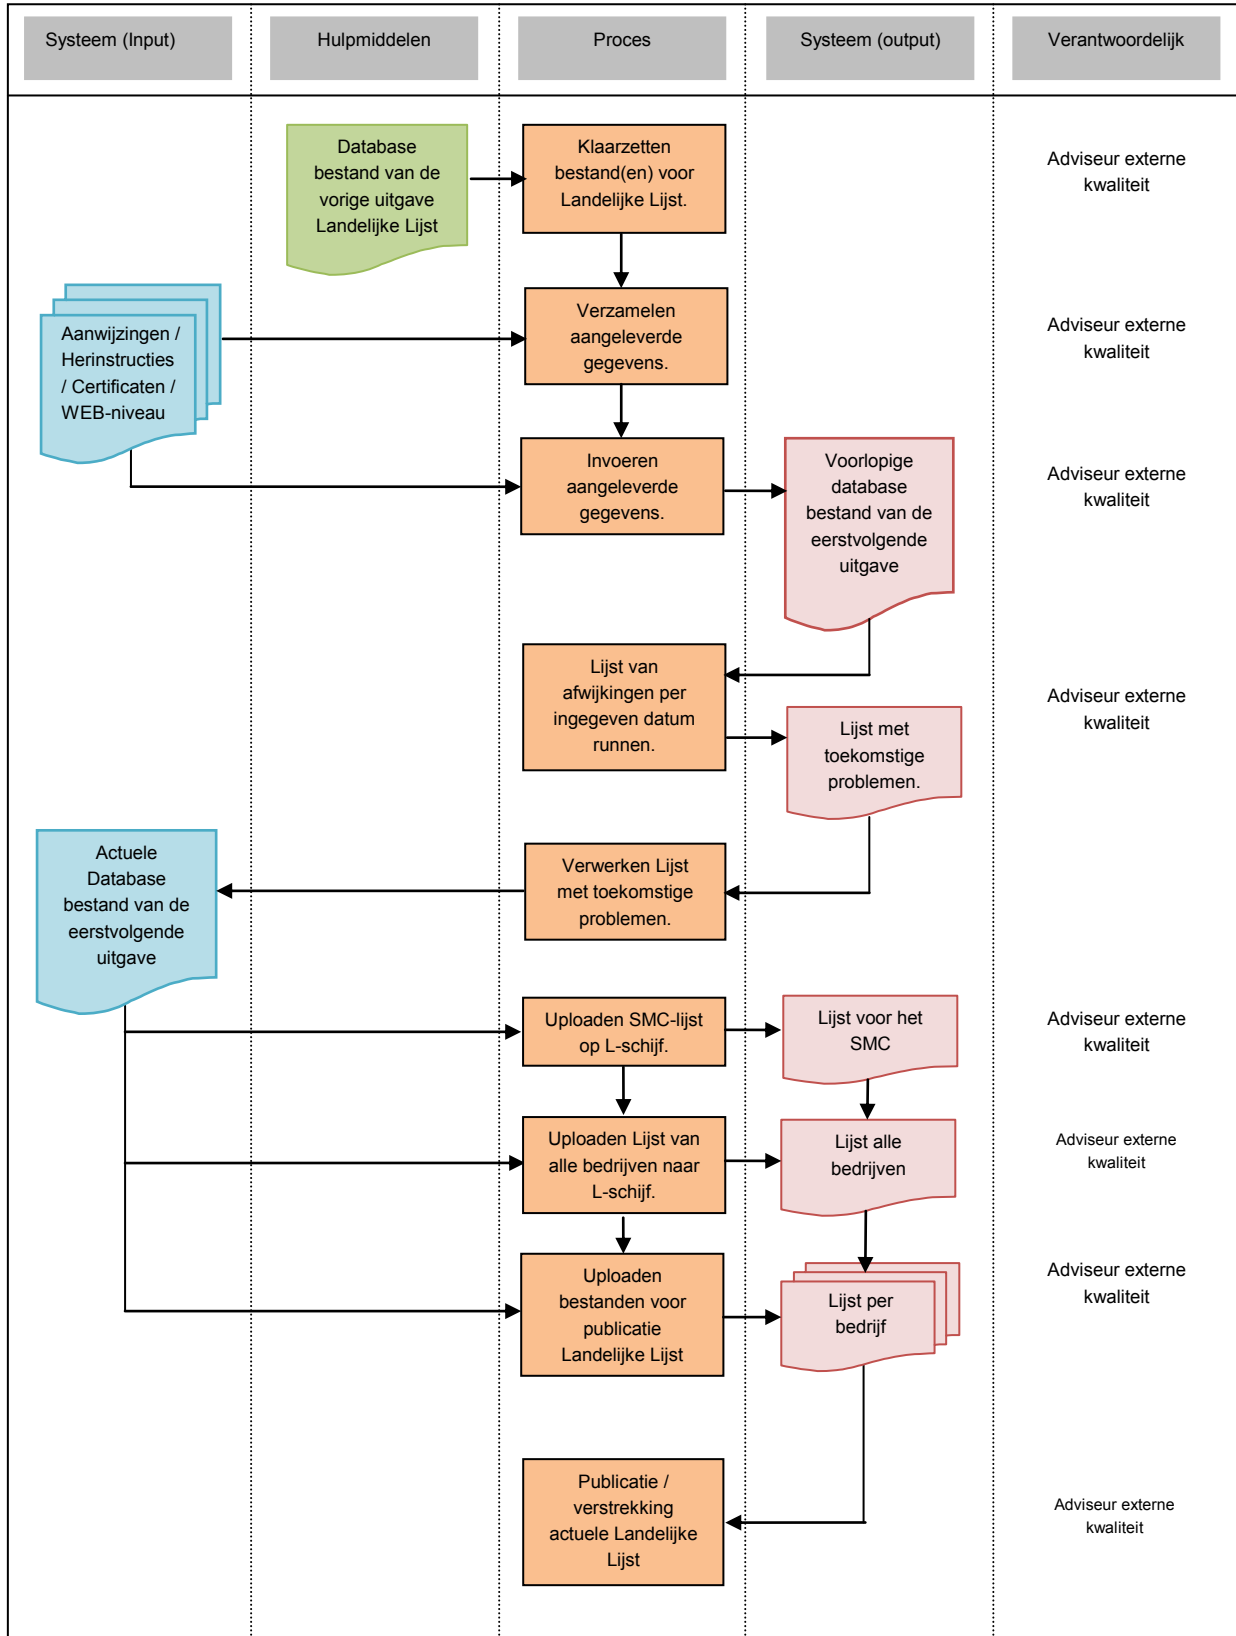 Systeem (Input)
Hulpmiddelen
Proces
Systeem (output)
Verantwoordelijk
Database
bestand van de
vorige uitgave
Landelijke Lijst
Klaarzetten
bestand(en) voor
Landelijke Lijst.
Adviseur externe
kwaliteit
Aanwijzingen /
Herinstructies
/ Certificaten /
WEB-niveau
Verzamelen
aangeleverde
gegevens.
Adviseur externe
kwaliteit
Invoeren
aangeleverde
gegevens.
Voorlopige
database
bestand van de
eerstvolgende
uitgave
Adviseur externe
kwaliteit
Lijst van
afwijkingen per
ingegeven datum
runnen.
Lijst met
toekomstige
problemen.
Adviseur externe
kwaliteit
Actuele
Database
bestand van de
eerstvolgende
uitgave
Verwerken Lijst
met toekomstige
problemen.
Uploaden SMC-lijst
op L-schijf.
Lijst voor het
SMC
Adviseur externe
kwaliteit
Uploaden Lijst van
alle bedrijven naar
L-schijf.
Lijst alle
bedrijven
Adviseur externe
kwaliteit
Uploaden
bestanden voor
publicatie
Landelijke Lijst
Lijst per
bedrijf
Adviseur externe
kwaliteit
Publicatie /
verstrekking
actuele Landelijke
Lijst
Adviseur externe
kwaliteit